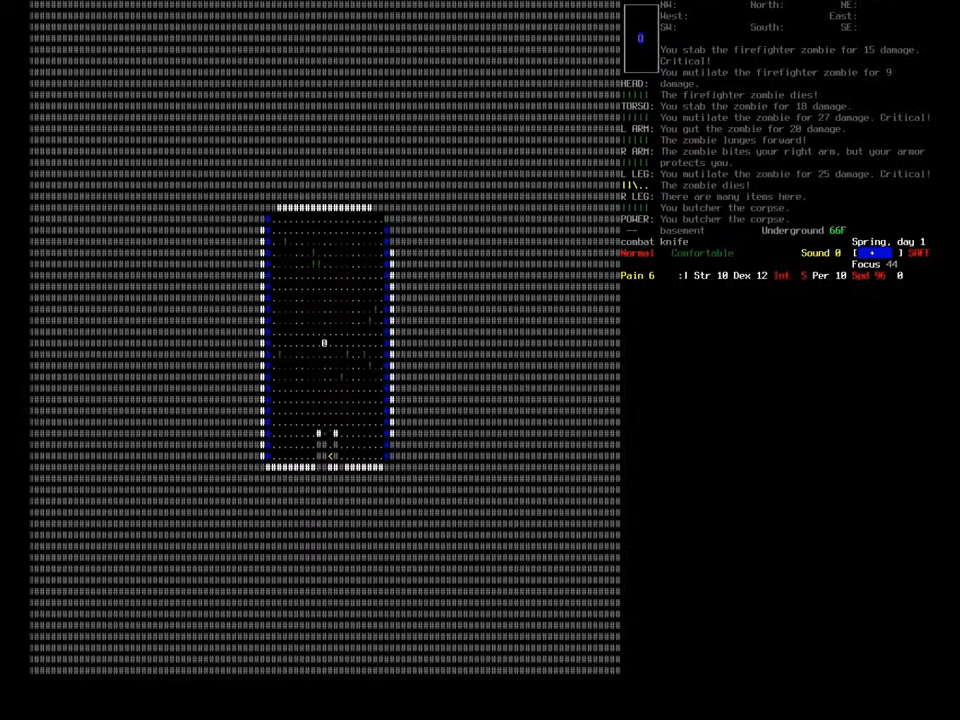 NW: North: NE:
West: East:
SW: South: SE:
You stab the firefighter zombie for 15 damage.
Critical!
You mutilate the firefighter zombie for 9
HEAD: damage.
The firefighter zombie dies!
TORSO: You stab the zombie for 18 damage.
You mutilate the zombie for 27 damage. Critical!
L ARM: You gut the zombie for 20 damage.
The zombie lunges forward!
R ARM: The zombie bites your right arm, but your armor
protects you.
L LEG: You mutilate the zombie for 25 damage. Critical!
||\.. The zombie dies!
R LEG: There are many items here.
You butcher the corpse.
POWER: You butcher the corpse.
-- basement Underground 66F
combat knife Spring, day 1
Normal Comfortable Sound 0 [ + ] SAff
Focus 44
Pain 6 :| Str 10 Dex 12 Int 5 Per 10 Spd 96 0